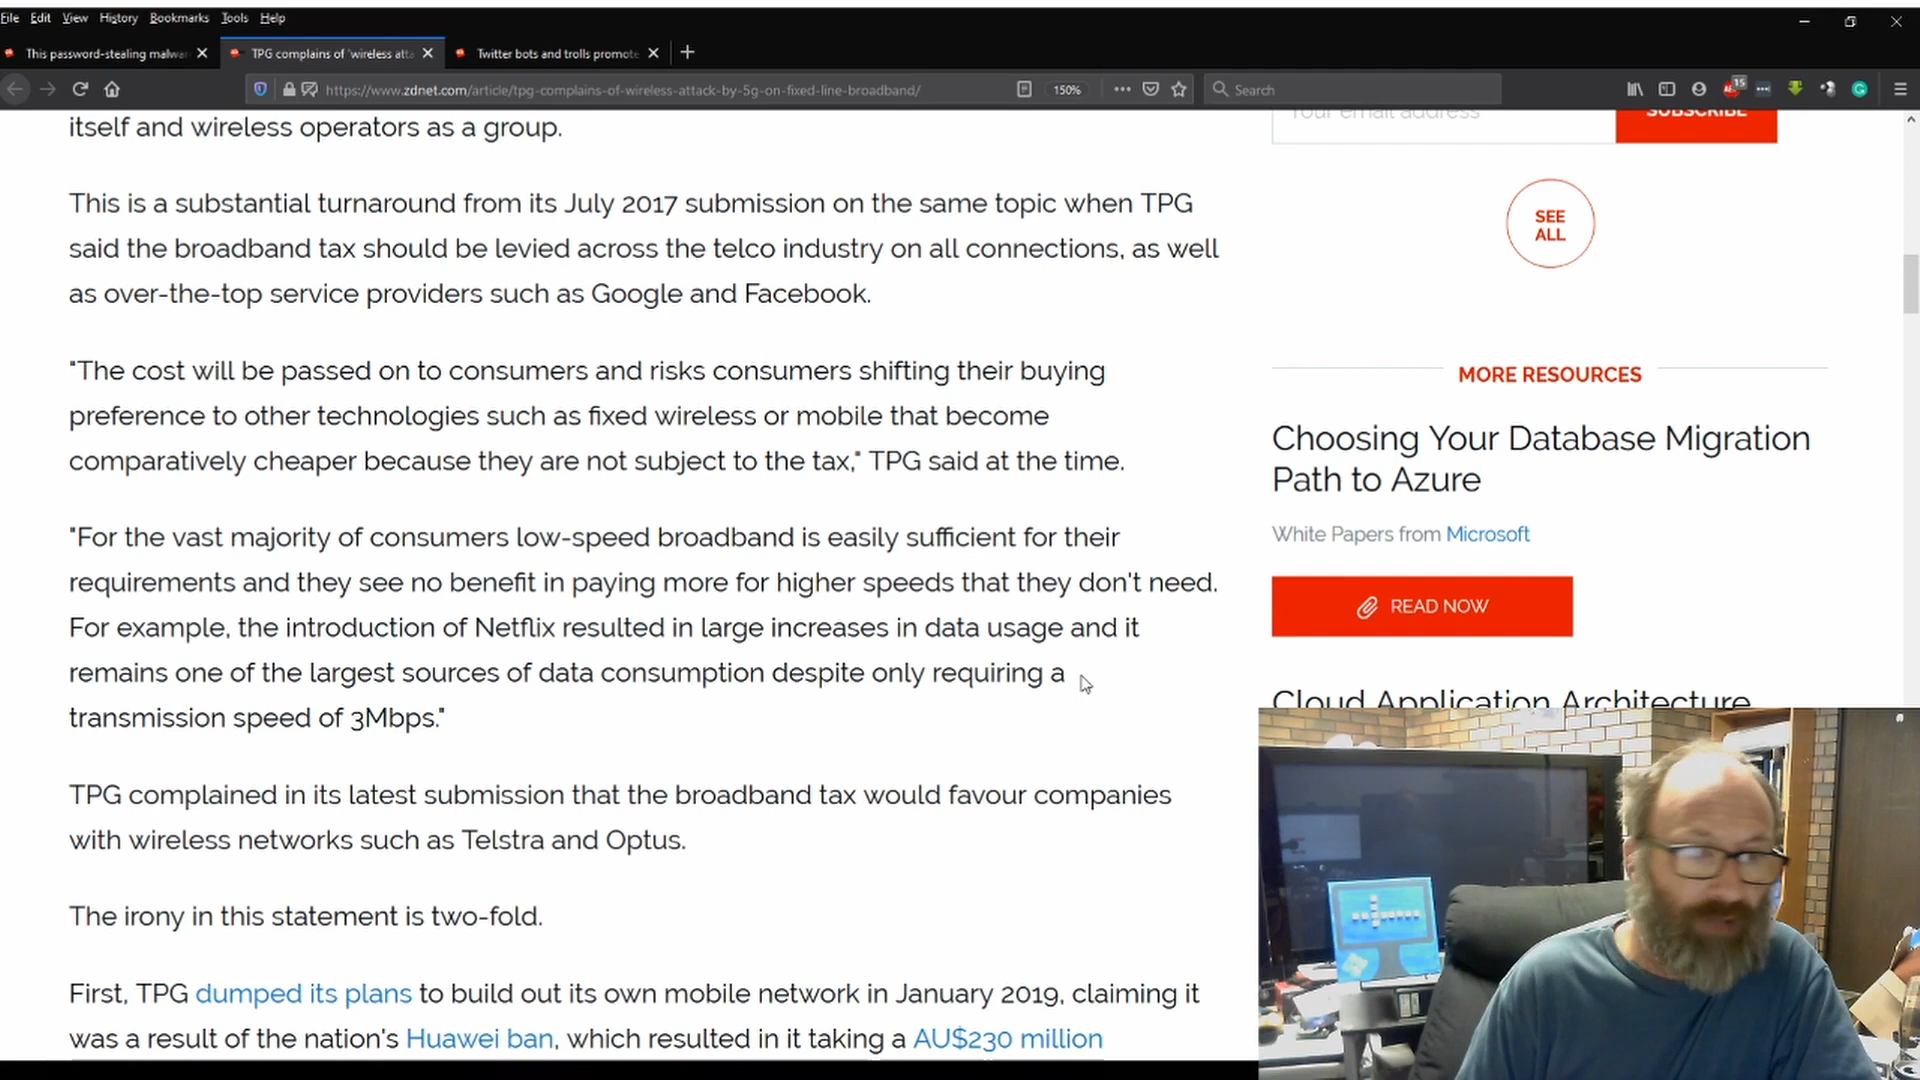 File Edit View History Bookmarks Tools Help
This password-stealing malwar
TPG complains of 'wireless atta
Twitter bots and trolls promote
https://www.zdnet.com/article/tpg-complains-of-wireless-attack-by-5g-on-fixed-line-broadband/
150%
Search
15
itself and wireless operators as a group.
This is a substantial turnaround from its July 2017 submission on the same topic when TPG
said the broadband tax should be levied across the telco industry on all connections, as well
as over-the-top service providers such as Google and Facebook.
"The cost will be passed on to consumers and risks consumers shifting their buying
preference to other technologies such as fixed wireless or mobile that become
comparatively cheaper because they are not subject to the tax," TPG said at the time.
"For the vast majority of consumers low-speed broadband is easily sufficient for their
requirements and they see no benefit in paying more for higher speeds that they don't need.
For example, the introduction of Netflix resulted in large increases in data usage and it
remains one of the largest sources of data consumption despite only requiring a
transmission speed of 3Mbps."
TPG complained in its latest submission that the broadband tax would favour companies
with wireless networks such as Telstra and Optus.
The irony in this statement is two-fold.
First, TPG dumped its plans to build out its own mobile network in January 2019, claiming it
was a result of the nation's Huawei ban, which resulted in it taking a AU$230 million
Your email address
SUBSCRIBE
SEE
ALL
MORE RESOURCES
Choosing Your Database Migration
Path to Azure
White Papers from Microsoft
READ NOW
Cloud Application Architecture